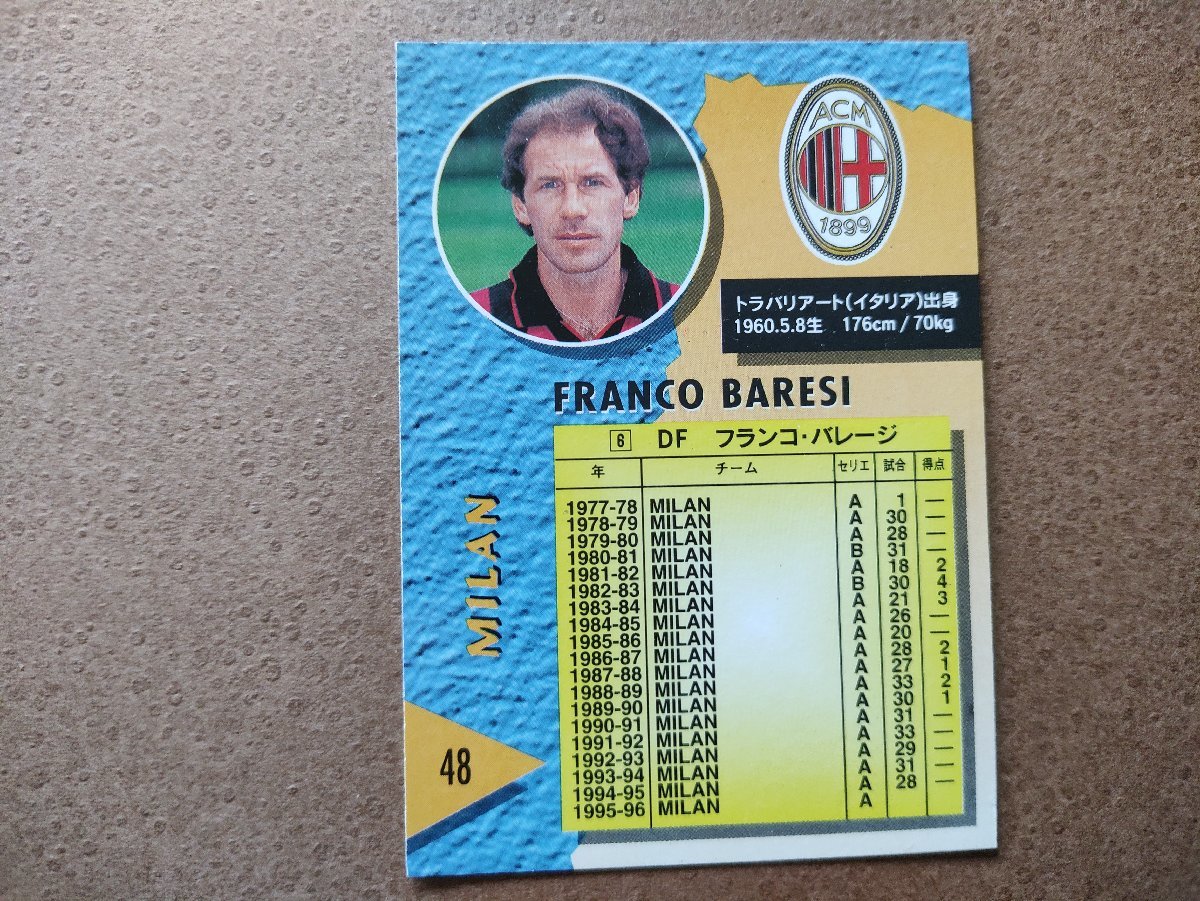 ACM
1899
トラバリアート(イタリア)出身
1960.5.8生 176cm/70kg
FRANCO BARESI
6 DF フランコ・バレージ
年 チーム セリエ 試合 得点
1977-78 MILAN A 1 —
1978-79 MILAN A 30 —
1979-80 MILAN A 28 —
1980-81 MILAN B 31 —
1981-82 MILAN A 18 2
1982-83 MILAN B 30 4
1983-84 MILAN A 21 3
1984-85 MILAN A 26 —
1985-86 MILAN A 20 —
1986-87 MILAN A 28 2
1987-88 MILAN A 27 1
1988-89 MILAN A 33 2
1989-90 MILAN A 30 1
1990-91 MILAN A 31 —
1991-92 MILAN A 33 —
1992-93 MILAN A 29 —
1993-94 MILAN A 31 —
1994-95 MILAN A 28 —
1995-96 MILAN A
MILAN
48